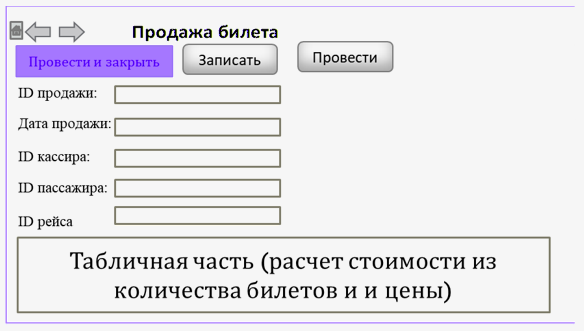 Продажа билета
Провести и закрыть
Записать
Провести
ID продажи:
Дата продажи:
ID кассира:
ID пассажира:
ID рейса
Табличная часть (расчет стоимости из
количества билетов и и цены)